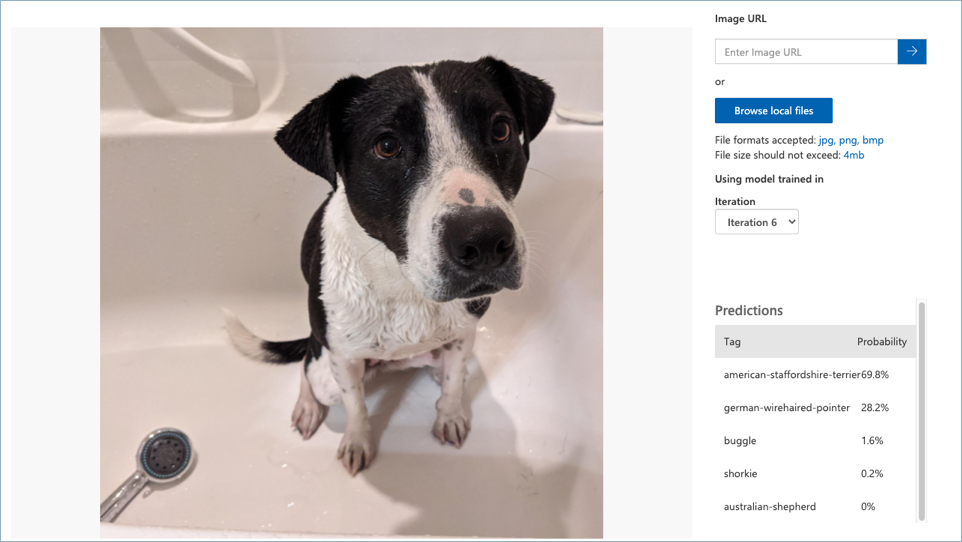 Image URL
Enter Image URL
or
Browse local files
File formats accepted: jpg, png, bmp
File size should not exceed: 4mb
Using model trained in
Iteration
Iteration 6
Predictions
Tag Probability
american-staffordshire-terrier 69.8%
german-wirehaired-pointer 28.2%
buggle 1.6%
shorkie 0.2%
australian-shepherd 0%